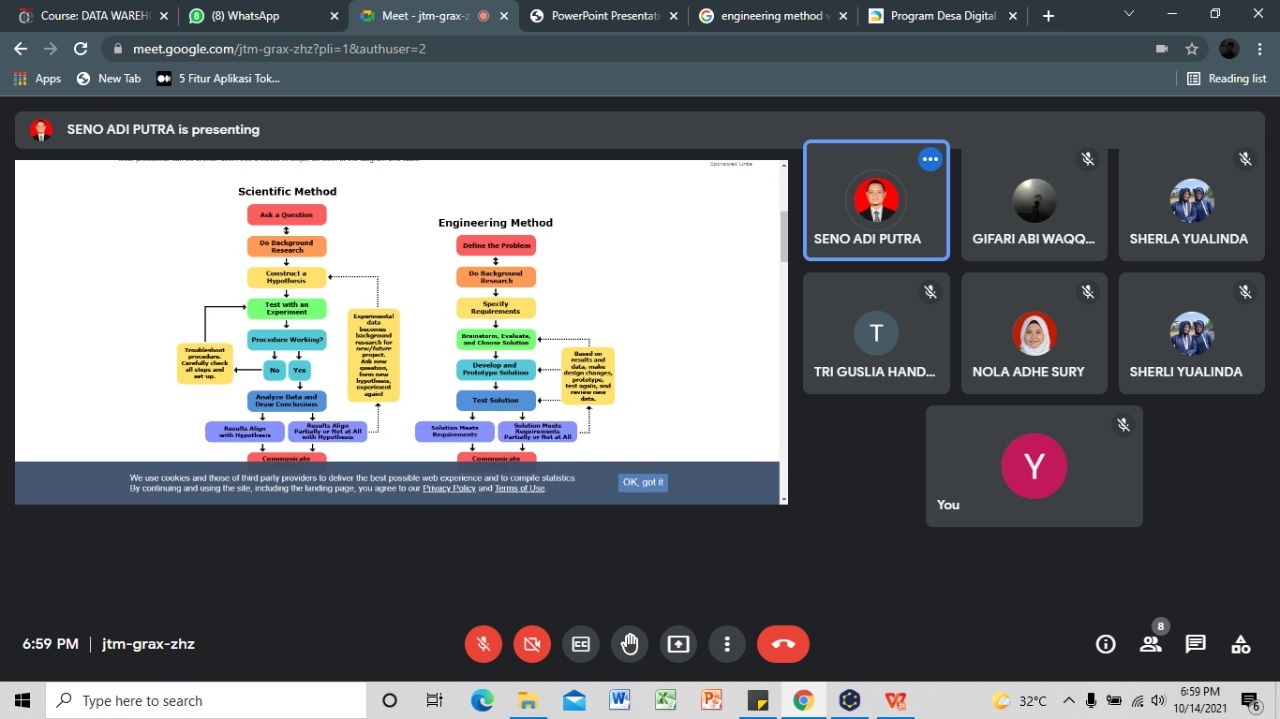 Course: DATA WAREH
(8) WhatsApp
Meet - jtm-grax-z
PowerPoint Presentati
engineering method v
Program Desa Digital
meet.google.com/jtm-grax-zhz?pli=1&authuser=2
Apps
New Tab
5 Fitur Aplikasi Tok...
Reading list
SENO ADI PUTRA is presenting
Sponsored Links
Scientific Method
Ask a Question
Do Background
Research
Construct a
Hypothesis
Test with an
Experiment
Procedure Working?
No
Yes
Troubleshoot
procedure.
Carefully check
all steps and
set-up.
Experimental
data
becomes
background
research for
new/future
project.
Ask new
question,
form new
hypothesis,
experiment
again!
Analyze Data and
Draw Conclusions
Results Align
with Hypothesis
Results Align
Partially or Not at All
with Hypothesis
Communicate
Engineering Method
Define the Problem
Do Background
Research
Specify
Requirements
Brainstorm, Evaluate,
and Choose Solution
Develop and
Prototype Solution
Test Solution
Based on
results and
data, make
design changes,
prototype,
test again, and
review new
data.
Solution Meets
Requirements
Solution Meets
Requirements
Partially or Not at All
Communicate
We use cookies and those of third party providers to deliver the best possible web experience and to compile statistics.
By continuing and using the site, including the landing page, you agree to our Privacy Policy and Terms of Use.
OK, got it
SENO ADI PUTRA
T
TRI GUSLIA HAND...
NOLA ADHE SURY
Y
You
6:59 PM | jtm-grax-zhz
8
Type here to search
32°C
6:59 PM
10/14/2021
6